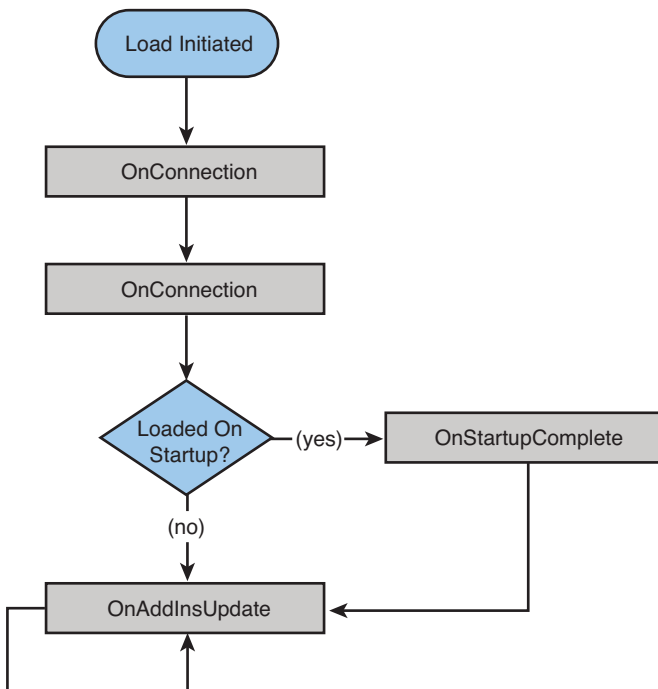 Load Initiated
OnConnection
OnConnection
Loaded On
Startup?
(yes)
OnStartupComplete
(no)
OnAddInsUpdate